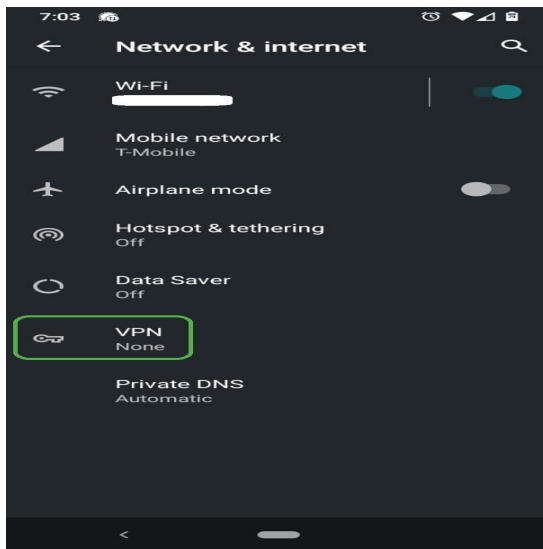 7:03
Network & internet
Wi-Fi
Mobile network
T-Mobile
Airplane mode
Hotspot & tethering
Off
Data Saver
Off
VPN
None
Private DNS
Automatic